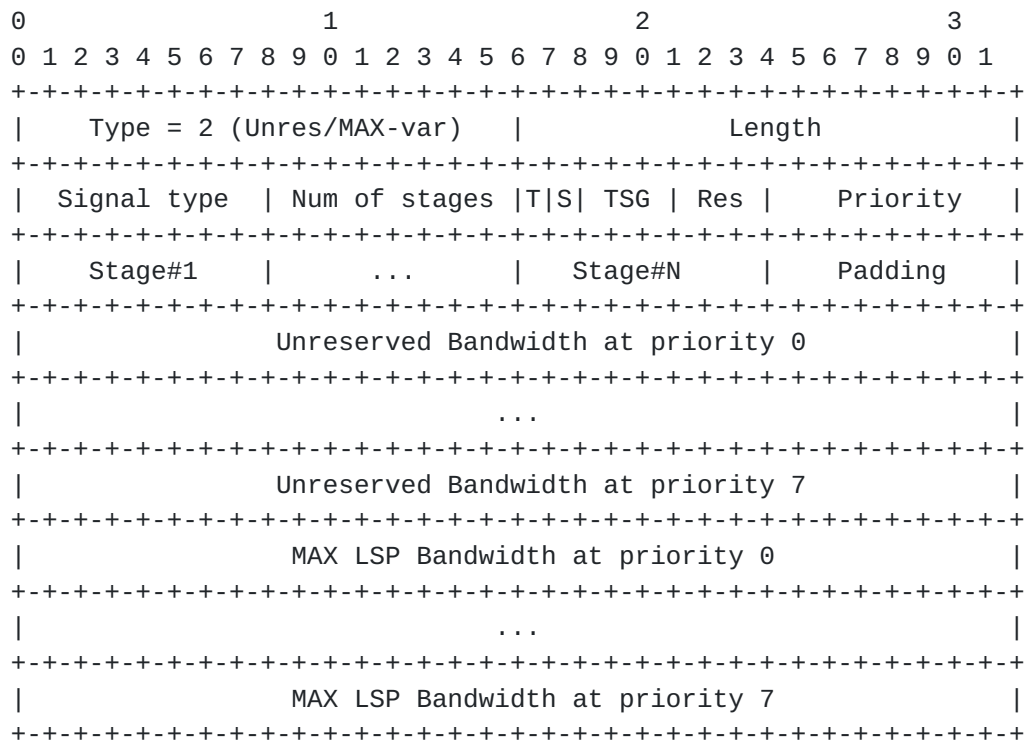 0                   1                   2                   3
0 1 2 3 4 5 6 7 8 9 0 1 2 3 4 5 6 7 8 9 0 1 2 3 4 5 6 7 8 9 0 1
+-+-+-+-+-+-+-+-+-+-+-+-+-+-+-+-+-+-+-+-+-+-+-+-+-+-+-+-+-+-+-+-+
|    Type = 2 (Unres/MAX-var)   |             Length            |
+-+-+-+-+-+-+-+-+-+-+-+-+-+-+-+-+-+-+-+-+-+-+-+-+-+-+-+-+-+-+-+-+
|  Signal type  | Num of stages |T|S| TSG | Res |    Priority   |
+-+-+-+-+-+-+-+-+-+-+-+-+-+-+-+-+-+-+-+-+-+-+-+-+-+-+-+-+-+-+-+-+
|    Stage#1    |      ...      |   Stage#N     |    Padding    |
+-+-+-+-+-+-+-+-+-+-+-+-+-+-+-+-+-+-+-+-+-+-+-+-+-+-+-+-+-+-+-+-+
|                Unreserved Bandwidth at priority 0             |
+-+-+-+-+-+-+-+-+-+-+-+-+-+-+-+-+-+-+-+-+-+-+-+-+-+-+-+-+-+-+-+-+
|                              ...                              |
+-+-+-+-+-+-+-+-+-+-+-+-+-+-+-+-+-+-+-+-+-+-+-+-+-+-+-+-+-+-+-+-+
|                Unreserved Bandwidth at priority 7             |
+-+-+-+-+-+-+-+-+-+-+-+-+-+-+-+-+-+-+-+-+-+-+-+-+-+-+-+-+-+-+-+-+
|                 MAX LSP Bandwidth at priority 0               |
+-+-+-+-+-+-+-+-+-+-+-+-+-+-+-+-+-+-+-+-+-+-+-+-+-+-+-+-+-+-+-+-+
|                              ...                              |
+-+-+-+-+-+-+-+-+-+-+-+-+-+-+-+-+-+-+-+-+-+-+-+-+-+-+-+-+-+-+-+-+
|                 MAX LSP Bandwidth at priority 7               |
+-+-+-+-+-+-+-+-+-+-+-+-+-+-+-+-+-+-+-+-+-+-+-+-+-+-+-+-+-+-+-+-+